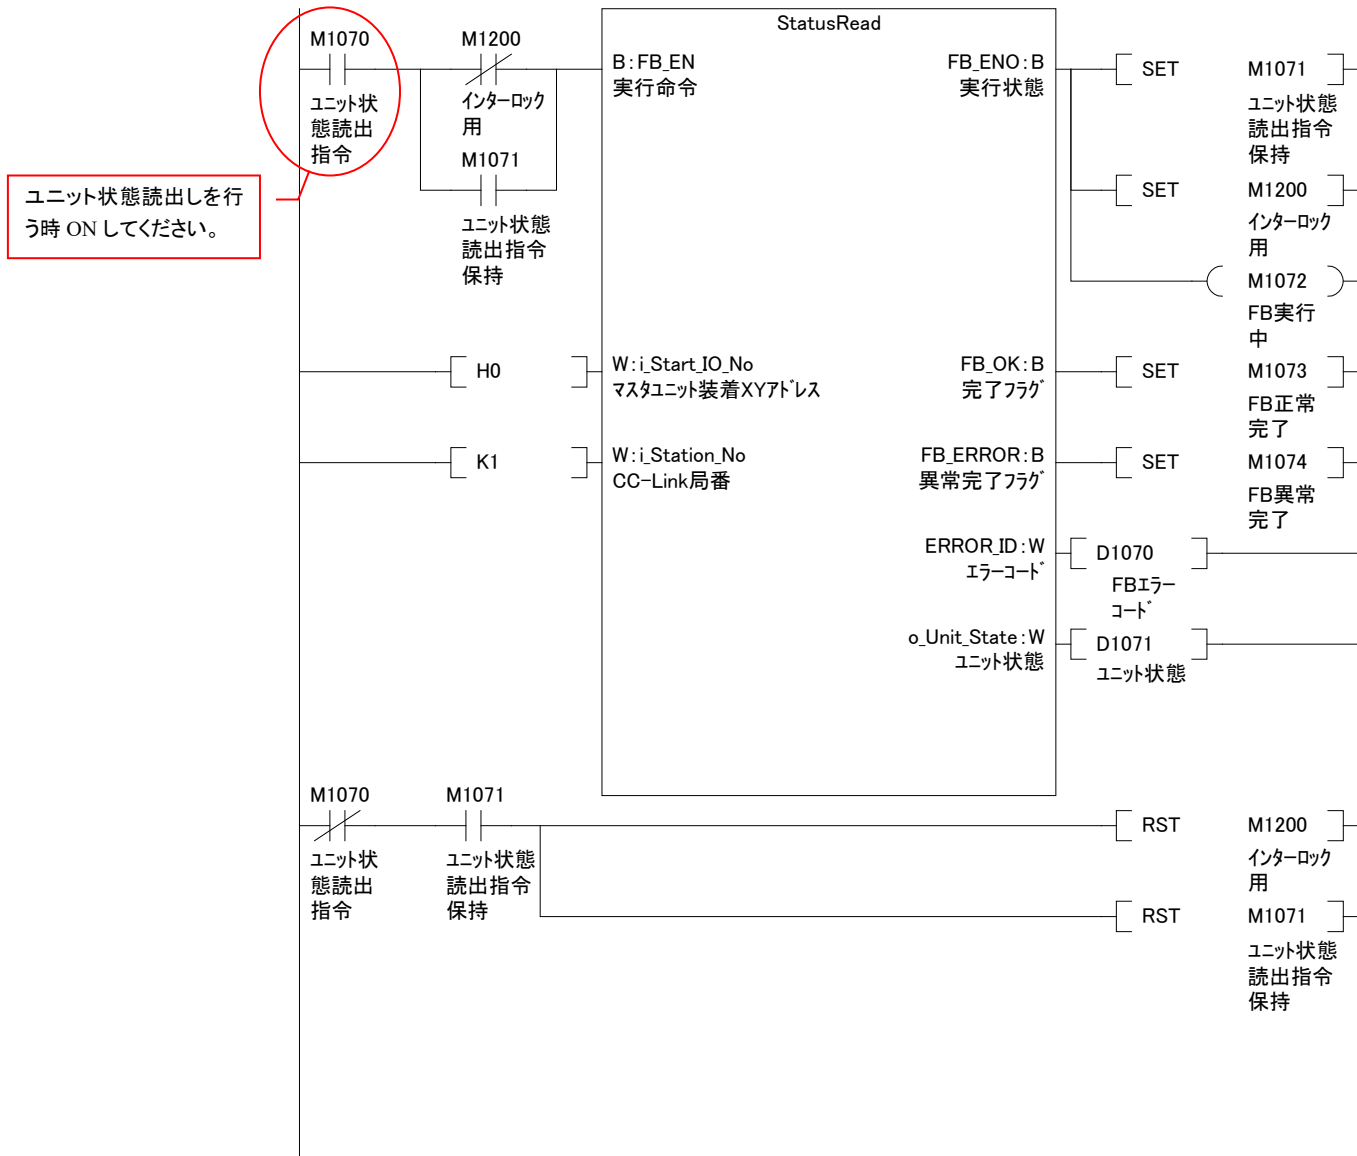 StatusRead
M1070
M1200
B:FB_EN
FB_ENO:B
SET
M1071
実行命令
実行状態
ユニット状
態読出
指令
インターロック
用
ユニット状態
読出指令
保持
M1071
ユニット状態
読出指令
保持
ユニット状態読出しを行
う時 ON してください。
SET
M1200
インターロック
用
M1072
FB実行
中
H0
W:i_Start_IO_No
マスタユニット装着XYアドレス
FB_OK:B
完了フラグ
SET
M1073
FB正常
完了
K1
W:i_Station_No
CC-Link局番
FB_ERROR:B
異常完了フラグ
SET
M1074
FB異常
完了
ERROR_ID:W
エラーコード
D1070
FBエラー
コード
o_Unit_State:W
ユニット状態
D1071
ユニット状態
M1070
M1071
RST
M1200
ユニット状
態読出
指令
ユニット状態
読出指令
保持
インターロック
用
RST
M1071
ユニット状態
読出指令
保持